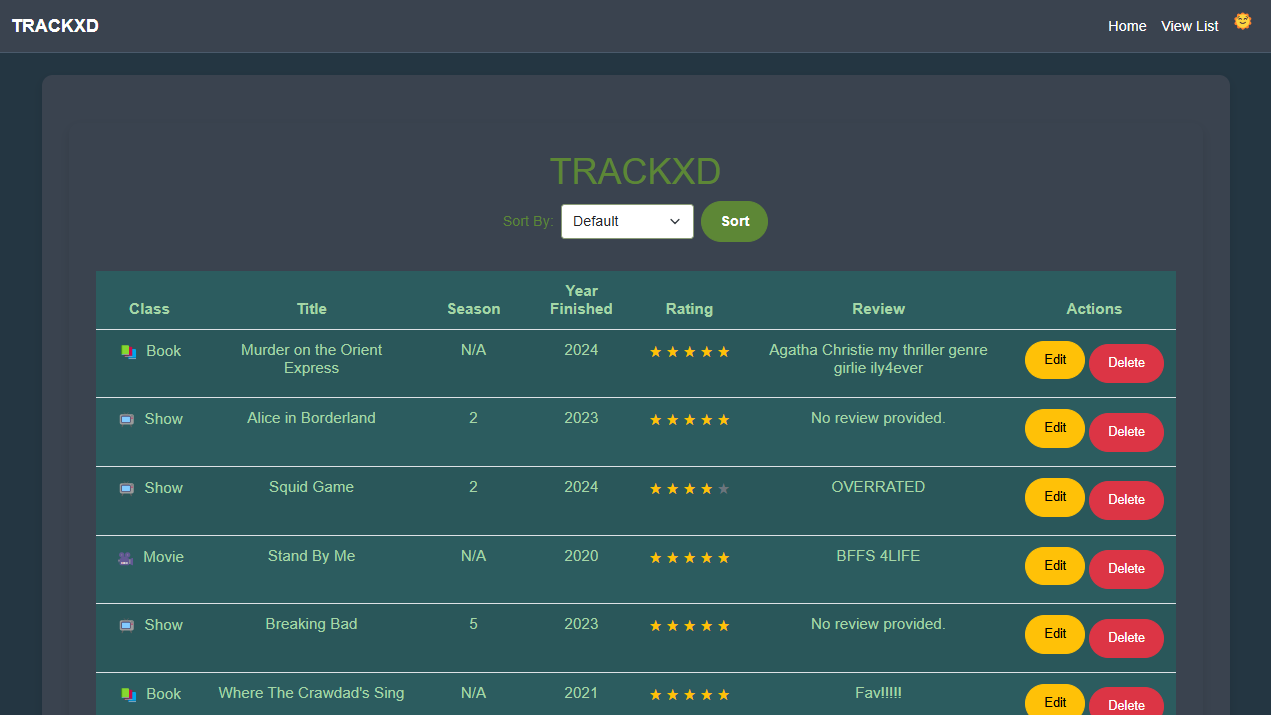 TRACKXD
Home View List
TRACKXD
Sort By: Default Sort
Class Title Season Year Finished Rating Review Actions
Book Murder on the Orient Express N/A 2024 Agatha Christie my thriller genre girlie ily4ever Edit Delete
Show Alice in Borderland 2 2023 No review provided. Edit Delete
Show Squid Game 2 2024 OVERRATED Edit Delete
Movie Stand By Me N/A 2020 BFFS 4LIFE Edit Delete
Show Breaking Bad 5 2023 No review provided. Edit Delete
Book Where The Crawdad's Sing N/A 2021 Fav!!!!! Edit Delete